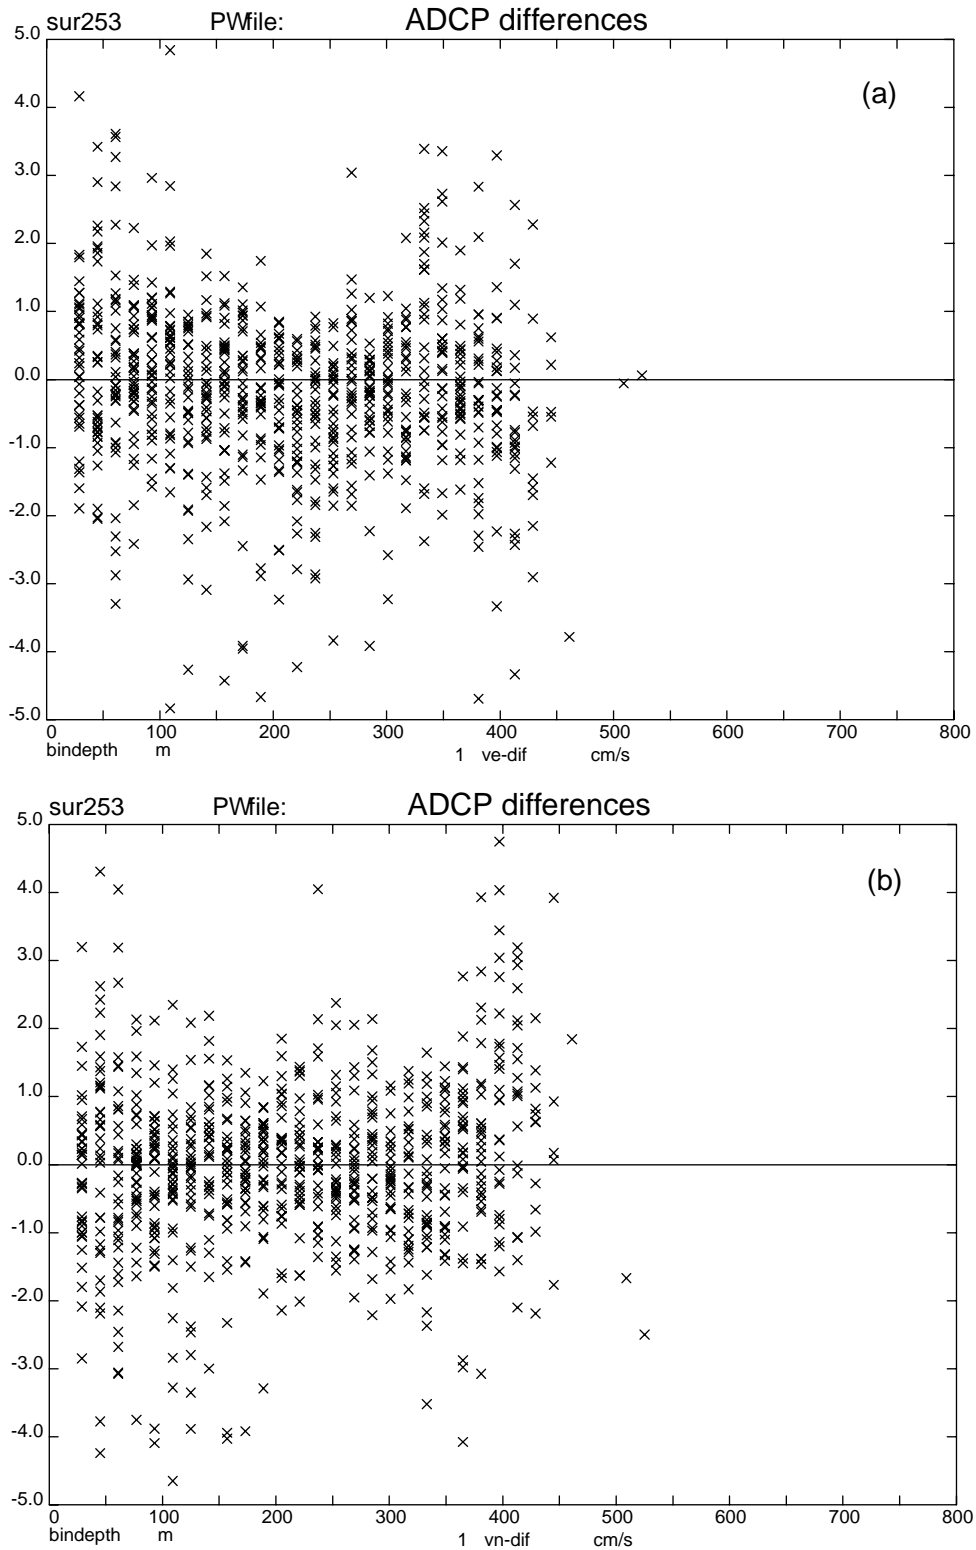 sur253 PWfile: ADCP differences
5.0
(a)
4.0
3.0
2.0
1.0
0.0
-1.0
-2.0
-3.0
-4.0
-5.0
0 100 200 300 400 500 600 700 800
bindepth m 1 ve-dif cm/s
sur253 PWfile: ADCP differences
5.0
(b)
4.0
3.0
2.0
1.0
0.0
-1.0
-2.0
-3.0
-4.0
-5.0
0 100 200 300 400 500 600 700 800
bindepth m 1 vn-dif cm/s